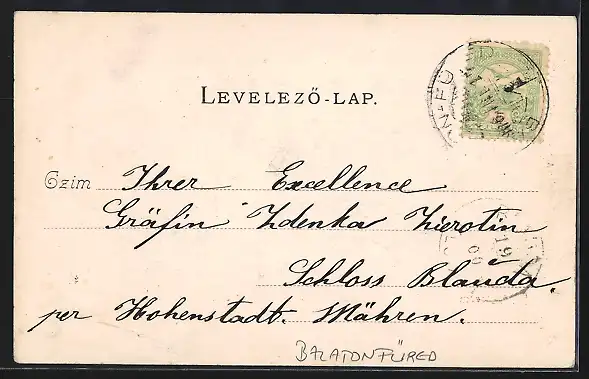 LEVELEZŐ-LAP.
Czim Ihrer Excellence
Gräfin Zdenka Zierotin
Schloss Blauda.
per Hohenstadt. Mähren.
BALATONFÜRED